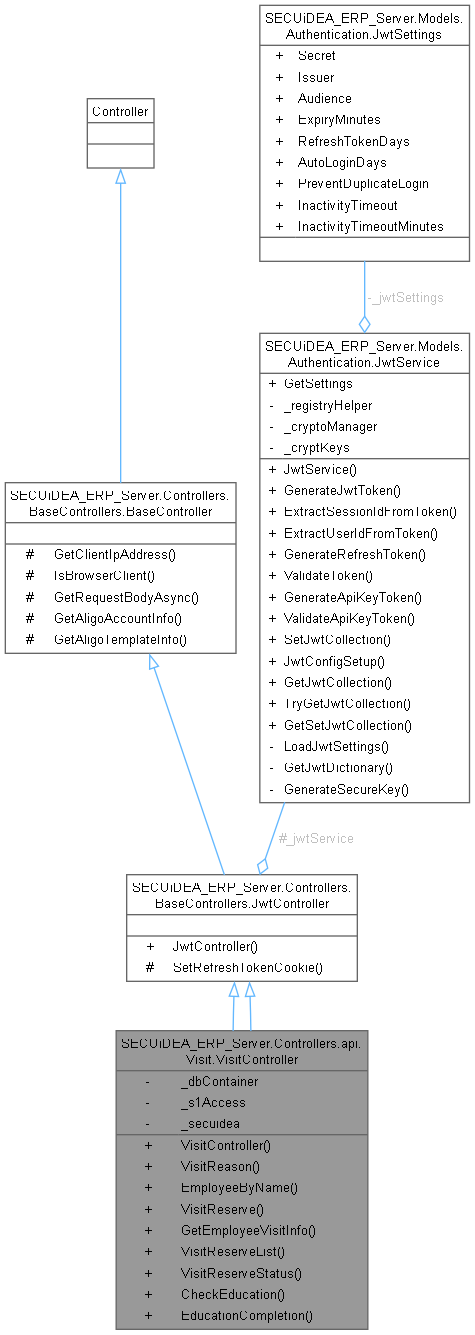 SECUiDEA_ERP_Server.Models.
Authentication.JwtSettings
+ Secret
+ Issuer
+ Audience
+ ExpiryMinutes
+ RefreshTokenDays
+ AutoLoginDays
+ PreventDuplicateLogin
+ InactivityTimeout
+ InactivityTimeoutMinutes
Controller
-_jwtSettings
SECUiDEA_ERP_Server.Models.
Authentication.JwtService
+ GetSettings
- _registryHelper
- _cryptoManager
- _cryptKeys
+ JwtService()
+ GenerateJwtToken()
+ ExtractSessionIdFromToken()
+ ExtractUserIdFromToken()
+ GenerateRefreshToken()
+ ValidateToken()
+ GenerateApiKeyToken()
+ ValidateApiKeyToken()
+ SetJwtCollection()
+ JwtConfigSetup()
+ GetJwtCollection()
+ TryGetJwtCollection()
+ GetSetJwtCollection()
- LoadJwtSettings()
- GetJwtDictionary()
- GenerateSecureKey()
SECUiDEA_ERP_Server.Controllers.
BaseControllers.BaseController
# GetClientIpAddress()
# IsBrowserClient()
# GetRequestBodyAsync()
# GetAligoAccountInfo()
# GetAligoTemplateInfo()
#_jwtService
SECUiDEA_ERP_Server.Controllers.
BaseControllers.JwtController
+ JwtController()
# SetRefreshTokenCookie()
SECUiDEA_ERP_Server.Controllers.api.
Visit.VisitController
- _dbContainer
- _s1Access
- _secuidea
+ VisitController()
+ VisitReason()
+ EmployeeByName()
+ VisitReserve()
+ GetEmployeeVisitInfo()
+ VisitReserveList()
+ VisitReserveStatus()
+ CheckEducation()
+ EducationCompletion()